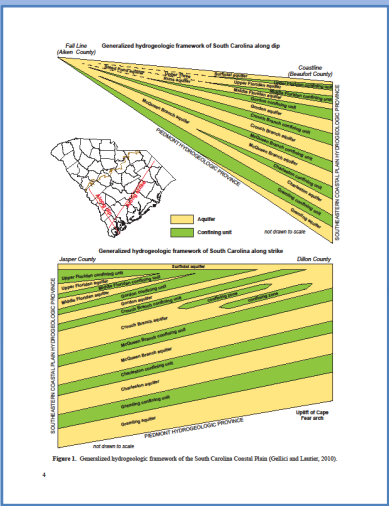 Fall Line
(Aiken County)
Generalized hydrogeologic framework of South Carolina along dip
Coastline
(Beaufort County)
Surficial aquifer
Upper Floridan confining unit
Upper Floridan aquifer
Middle Floridan confining unit
Middle Floridan aquifer
Gordon confining unit
Gordon aquifer
Crouch Branch confining unit
Crouch Branch aquifer
McQueen Branch confining unit
McQueen Branch aquifer
McQueen Branch aquifer
Charleston confining unit
Charleston aquifer
Gramling confining unit
Gramling aquifer
PIEDMONT HYDROGEOLOGIC PROVINCE
SOUTHEASTERN COASTAL PLAIN HYDROGEOLOGIC PROVINCE
Aquifer
Confining unit
not drawn to scale
Generalized hydrogeologic framework of South Carolina along strike
Jasper County
Dillon County
Surficial aquifer
Upper Floridan confining unit
Upper Floridan aquifer
Middle Floridan confining unit
Middle Floridan aquifer
Gordon confining unit
Gordon aquifer
Crouch Branch confining unit
confining zone
confining zone
Crouch Branch aquifer
McQueen Branch confining unit
McQueen Branch aquifer
Charleston confining unit
Charleston aquifer
Gramling confining unit
Gramling aquifer
SOUTHEASTERN COASTAL PLAIN HYDROGEOLOGIC PROVINCE
PIEDMONT HYDROGEOLOGIC PROVINCE
Uplift of Cape
Fear arch
not drawn to scale
Figure 1. Generalized hydrogeologic framework of the South Carolina Coastal Plain (Gellici and Lautier, 2010).
4